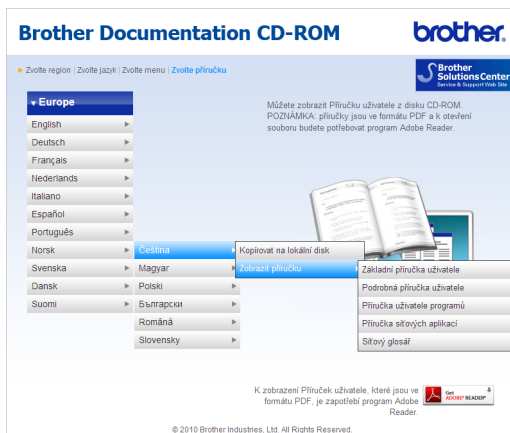 Brother Documentation CD-ROM
brother.
Zvolte region | Zvolte jazyk | Zvolte menu | Zvolte příručku
Brother
SolutionsCenter
Service & Support Web Site
Europe
English
Deutsch
Français
Nederlands
Italiano
Español
Português
Norsk
Svenska
Dansk
Suomi
Můžete zobrazit Příručku uživatele z disku CD-ROM.
POZNÁMKA: příručky jsou ve formátu PDF a k otevření
souboru budete potřebovat program Adobe
Reader.
Čeština
Magyar
Polski
Български
Română
Slovensky
Kopírovat na lokální disk
Zobrazit příručku
Základní příručka uživatele
Podrobná příručka uživatele
Příručka uživatele programů
Příručka síťových aplikací
Síťový glosář
K zobrazení Příruček uživatele, které jsou ve
formátu PDF, je zapotřebí program Adobe
Reader.
Get
ADOBE® READER®
© 2010 Brother Industries, Ltd. All Rights Reserved.